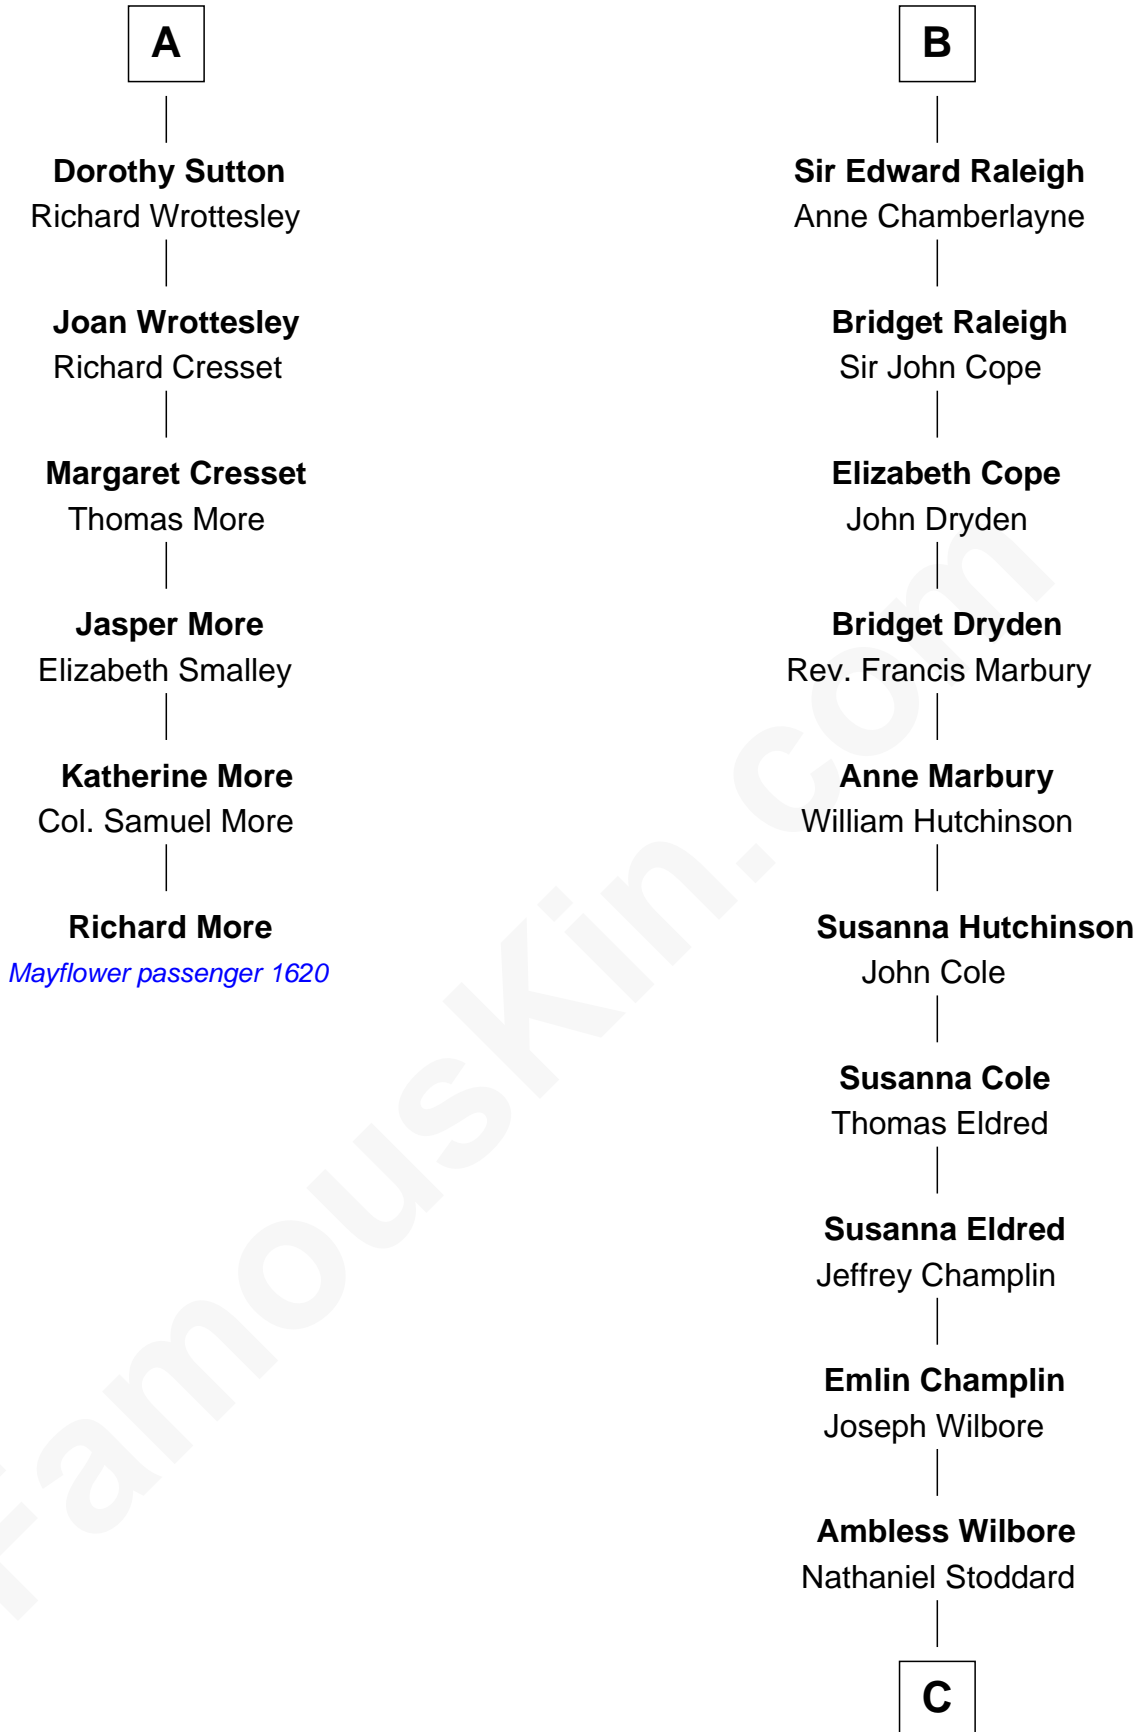 A
Dorothy Sutton
Richard Wrottesley
Joan Wrottesley
Richard Cresset
Margaret Cresset
Thomas More
Jasper More
Elizabeth Smalley
Katherine More
Col. Samuel More
Richard More
Mayflower passenger 1620
B
Sir Edward Raleigh
Anne Chamberlayne
Bridget Raleigh
Sir John Cope
Elizabeth Cope
John Dryden
Bridget Dryden
Rev. Francis Marbury
Anne Marbury
William Hutchinson
Susanna Hutchinson
John Cole
Susanna Cole
Thomas Eldred
Susanna Eldred
Jeffrey Champlin
Emlin Champlin
Joseph Wilbore
Ambless Wilbore
Nathaniel Stoddard
C
FamousKin.com